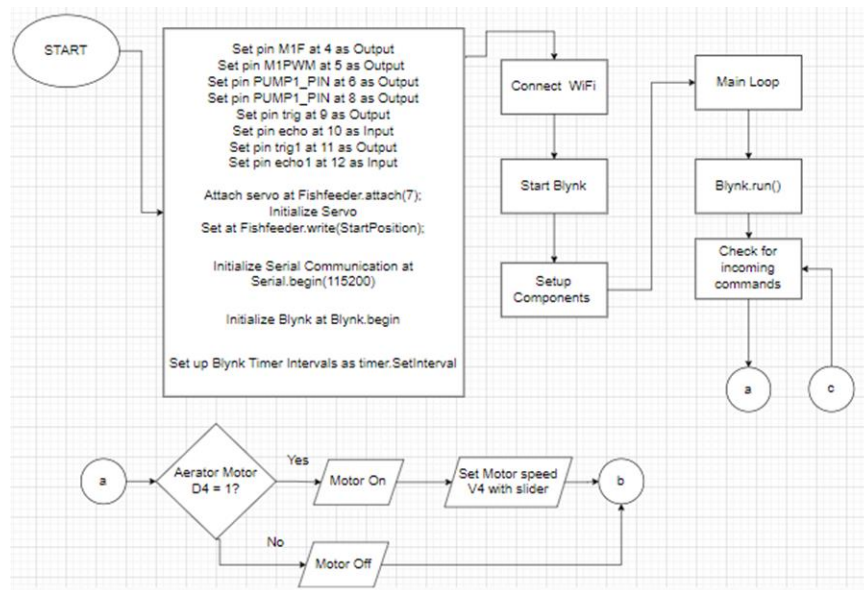 START
Set pin M1F at 4 as Output
Set pin M1PWM at 5 as Output
Set pin PUMP1_PIN at 6 as Output
Set pin PUMP1_PIN at 8 as Output
Set pin trig at 9 as Output
Set pin echo at 10 as Input
Set pin trig1 at 11 as Output
Set pin echo1 at 12 as Input
Attach servo at Fishfeeder.attach(7);
Initialize Servo
Set at Fishfeeder.write(StartPosition);
Initialize Serial Communication at
Serial.begin(115200)
Initialize Blynk at Blynk.begin
Set up Blynk Timer Intervals as timer.SetInterval
Connect WiFi
Start Blynk
Setup
Components
Main Loop
Blynk.run()
Check for
incoming
commands
a
c
a
Aerator Motor
D4 = 1?
Yes
Motor On
Set Motor speed
V4 with slider
b
No
Motor Off